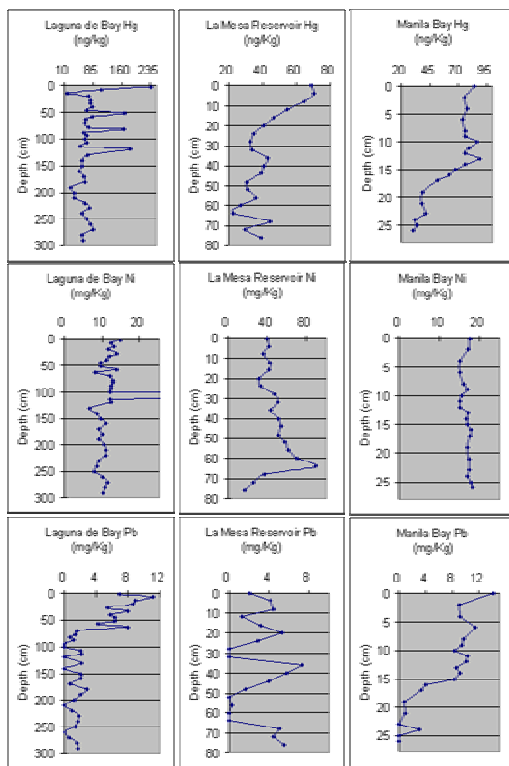 Laguna de Bay Hg
(ng/Kg)
10 85 160 235
0
50
100
150
200
250
300
Depth (cm)
La Mesa Reservoir Hg
(ng/Kg)
20 40 60 80
0
10
20
30
40
50
60
70
80
Depth (cm)
Manila Bay Hg
(ng/Kg)
20 45 70 95
0
5
10
15
20
25
Depth (cm)
Laguna de Bay Ni
(mg/Kg)
0 10 20
0
50
100
150
200
250
300
Depth (cm)
La Mesa Reservoir Ni
(mg/Kg)
0 40 80
0
10
20
30
40
50
60
70
80
Depth (cm)
Manila Bay Ni
(mg/Kg)
0 10 20
0
5
10
15
20
25
Depth (cm)
Laguna de Bay Pb
(mg/Kg)
0 4 8 12
0
50
100
150
200
250
300
Depth (cm)
La Mesa Reservoir Pb
(mg/Kg)
0 4 8
0
10
20
30
40
50
60
70
80
Depth (cm)
Manila Bay Pb
(mg/Kg)
0 5 10
0
5
10
15
20
25
Depth (cm)